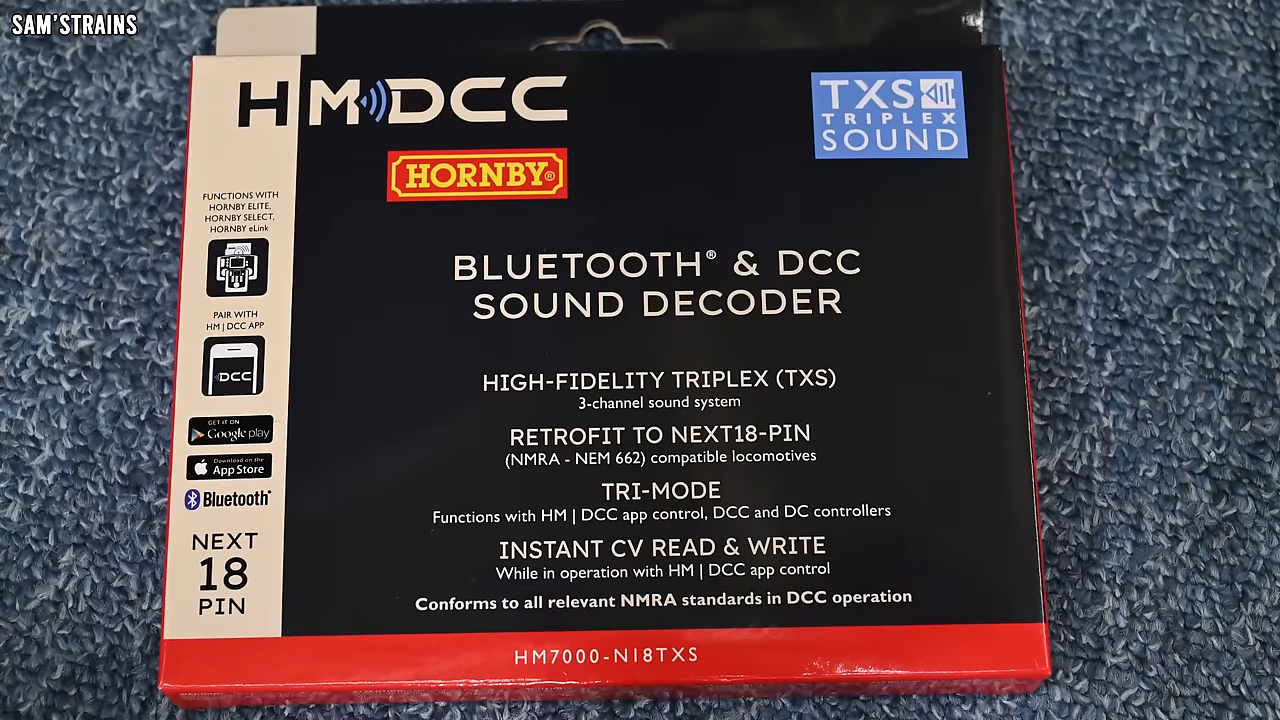 SAM'STRAINS
HM DCC
HORNBY®
TXS
TRIPLEX
SOUND
FUNCTIONS WITH
HORNBY ELITE,
HORNBY SELECT,
HORNBY eLink
PAIR WITH
HM | DCC APP
DCC
GET IT ON
Google play
Download on the
App Store
Bluetooth®
NEXT
18
PIN
BLUETOOTH® & DCC
SOUND DECODER
HIGH-FIDELITY TRIPLEX (TXS)
3-channel sound system
RETROFIT TO NEXT18-PIN
(NMRA - NEM 662) compatible locomotives
TRI-MODE
Functions with HM | DCC app control, DCC and DC controllers
INSTANT CV READ & WRITE
While in operation with HM | DCC app control
Conforms to all relevant NMRA standards in DCC operation
HM7000-N18TXS